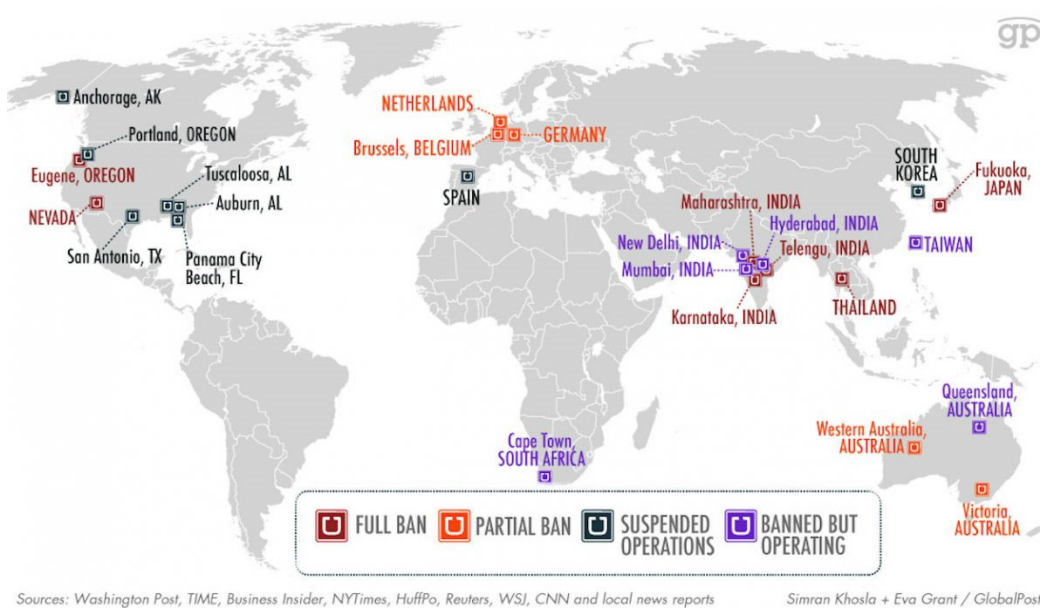 gp
Anchorage, AK
Portland, OREGON
Eugene, OREGON
Tuscaloosa, AL
NEVADA
Auburn, AL
San Antonio, TX
Panama City
Beach, FL
NETHERLANDS
Brussels, BELGIUM
GERMANY
SPAIN
SOUTH
KOREA
Fukuoka,
JAPAN
Maharashtra, INDIA
Hyderabad, INDIA
New Delhi, INDIA
Telengu, INDIA
Mumbai, INDIA
TAIWAN
Karnataka, INDIA
THAILAND
Queensland,
AUSTRALIA
Western Australia,
AUSTRALIA
Cape Town,
SOUTH AFRICA
Victoria,
AUSTRALIA
FULL BAN
PARTIAL BAN
SUSPENDED
OPERATIONS
BANNED BUT
OPERATING
Sources: Washington Post, TIME, Business Insider, NYTimes, HuffPo, Reuters, WSJ, CNN and local news reports
Simran Khosla + Eva Grant / GlobalPost